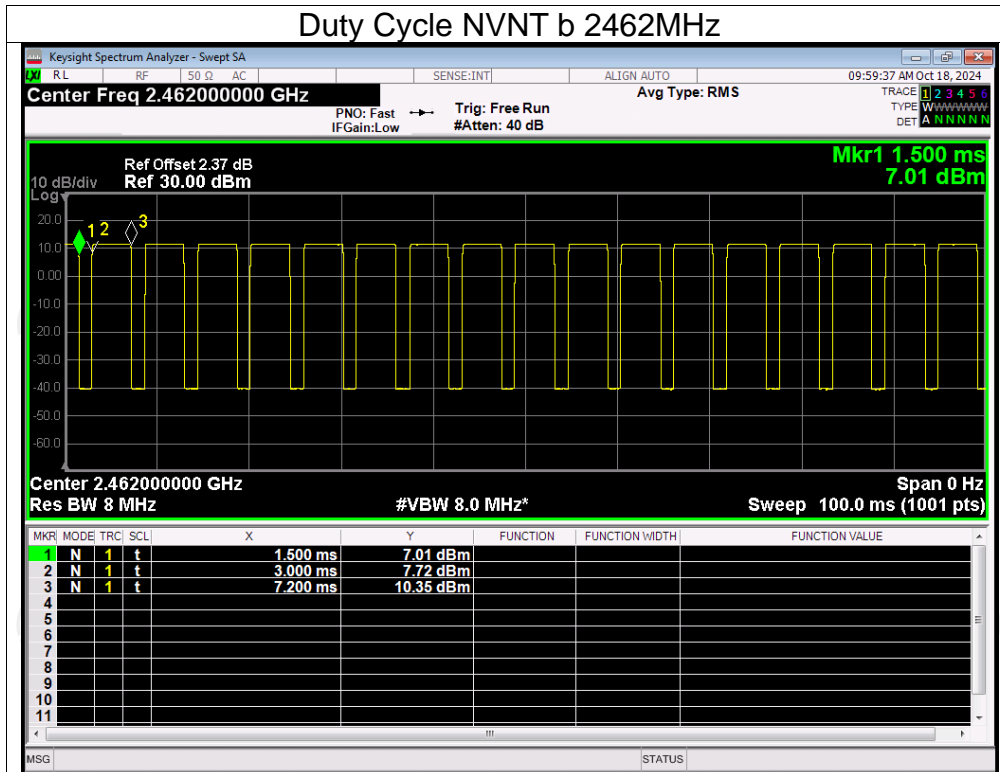 Duty Cycle NVNT b 2462MHz
Keysight Spectrum Analyzer - Swept SA
LXI RL RF 50 Ω AC SENSE:INT ALIGN AUTO 09:59:37 AM Oct 18, 2024
Center Freq 2.462000000 GHz Avg Type: RMS TRACE 1 2 3 4 5 6
PNO: Fast Trig: Free Run TYPE WWWWWWW
IFGain:Low #Atten: 40 dB DET A N N N N N
Mkr1 1.500 ms
Ref Offset 2.37 dB
10 dB/div Ref 30.00 dBm 7.01 dBm
Log
20.0
1 2 3
10.0
0.00
-10.0
-20.0
-30.0
-40.0
-50.0
-60.0
Center 2.462000000 GHz Span 0 Hz
Res BW 8 MHz #VBW 8.0 MHz* Sweep 100.0 ms (1001 pts)
MKR MODE TRC SCL X Y FUNCTION FUNCTION WIDTH FUNCTION VALUE
1 N 1 t 1.500 ms 7.01 dBm
2 N 1 t 3.000 ms 7.72 dBm
3 N 1 t 7.200 ms 10.35 dBm
4
5
6
7
8
9
10
11
MSG STATUS